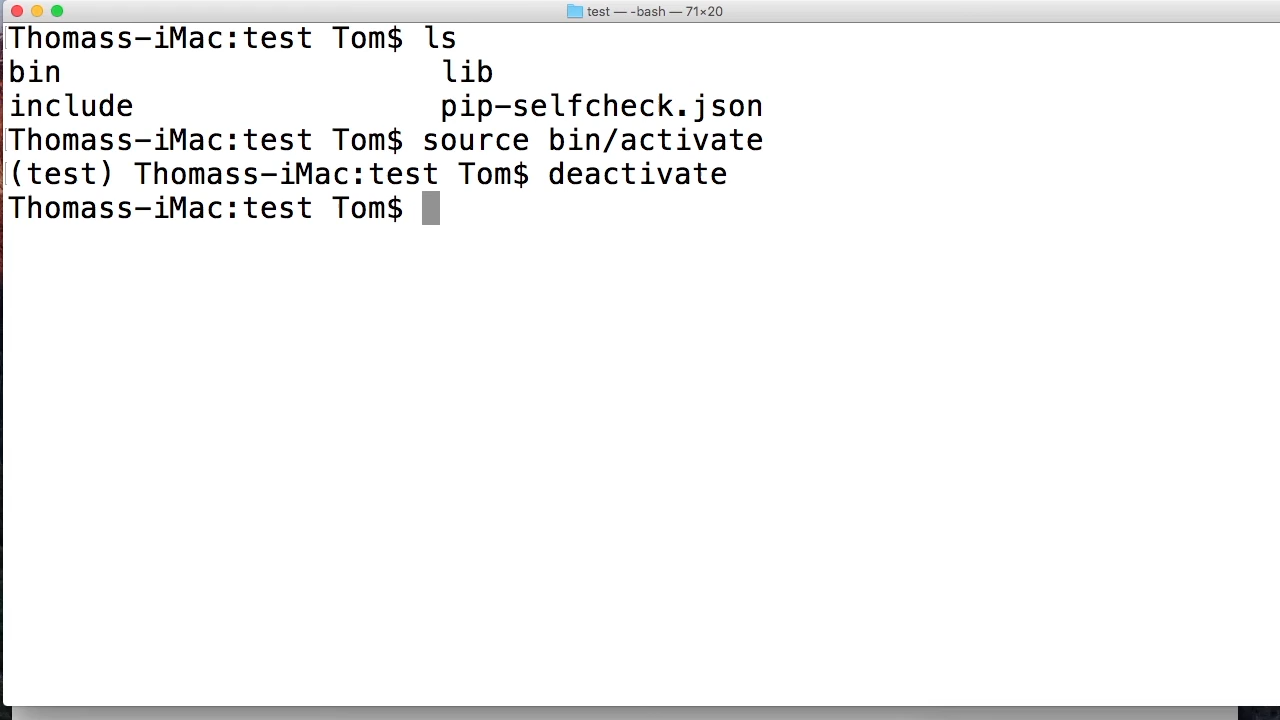 test — -bash — 71×20
Thomass-iMac:test Tom$ ls
bin lib
include pip-selfcheck.json
Thomass-iMac:test Tom$ source bin/activate
(test) Thomass-iMac:test Tom$ deactivate
Thomass-iMac:test Tom$